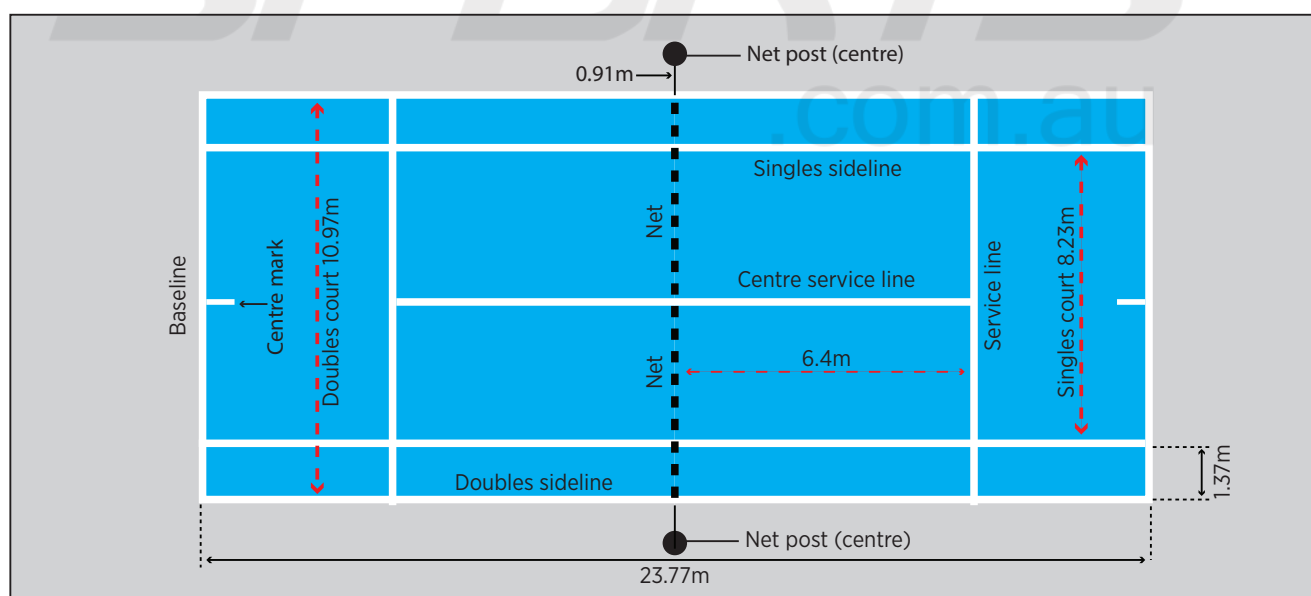 Net post (centre)
0.91m
.com.au
Singles sideline
Net
Baseline
Centre mark
Doubles court 10.97m
Centre service line
Service line
Singles court 8.23m
Net
6.4m
Doubles sideline
1.37m
Net post (centre)
23.77m